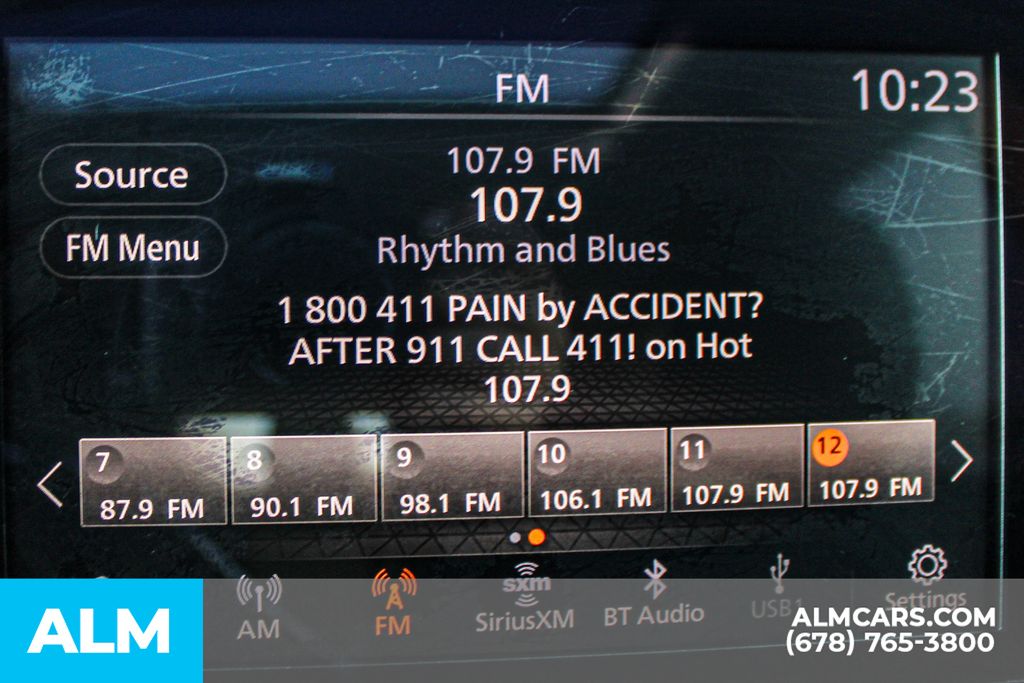 FM
10:23
Source
107.9 FM
107.9
FM Menu
Rhythm and Blues
1 800 411 PAIN by ACCIDENT?
AFTER 911 CALL 411! on Hot
107.9
7 8 9 10 11 12
87.9 FM 90.1 FM 98.1 FM 106.1 FM 107.9 FM 107.9 FM
sxm
AM FM SiriusXM BT Audio USB1 Settings
ALM
ALMCARS.COM
(678) 765-3800